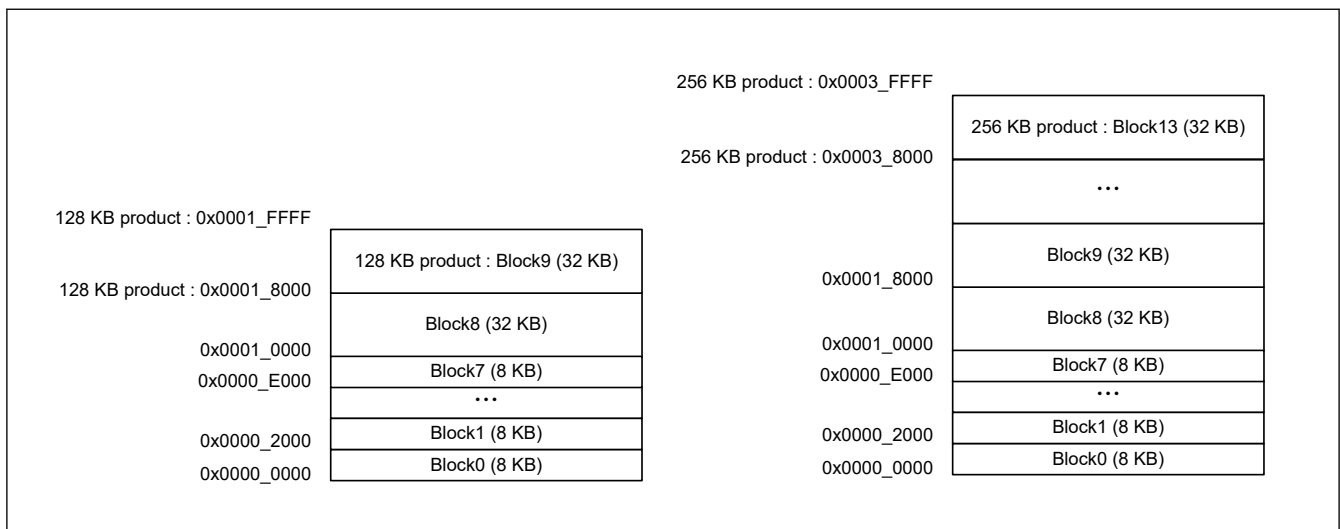 128 KB product : 0x0001_FFFF
128 KB product : Block9 (32 KB)
128 KB product : 0x0001_8000
Block8 (32 KB)
0x0001_0000
Block7 (8 KB)
0x0000_E000
...
Block1 (8 KB)
0x0000_2000
Block0 (8 KB)
0x0000_0000
256 KB product : 0x0003_FFFF
256 KB product : Block13 (32 KB)
256 KB product : 0x0003_8000
...
Block9 (32 KB)
0x0001_8000
Block8 (32 KB)
0x0001_0000
Block7 (8 KB)
0x0000_E000
...
Block1 (8 KB)
0x0000_2000
Block0 (8 KB)
0x0000_0000